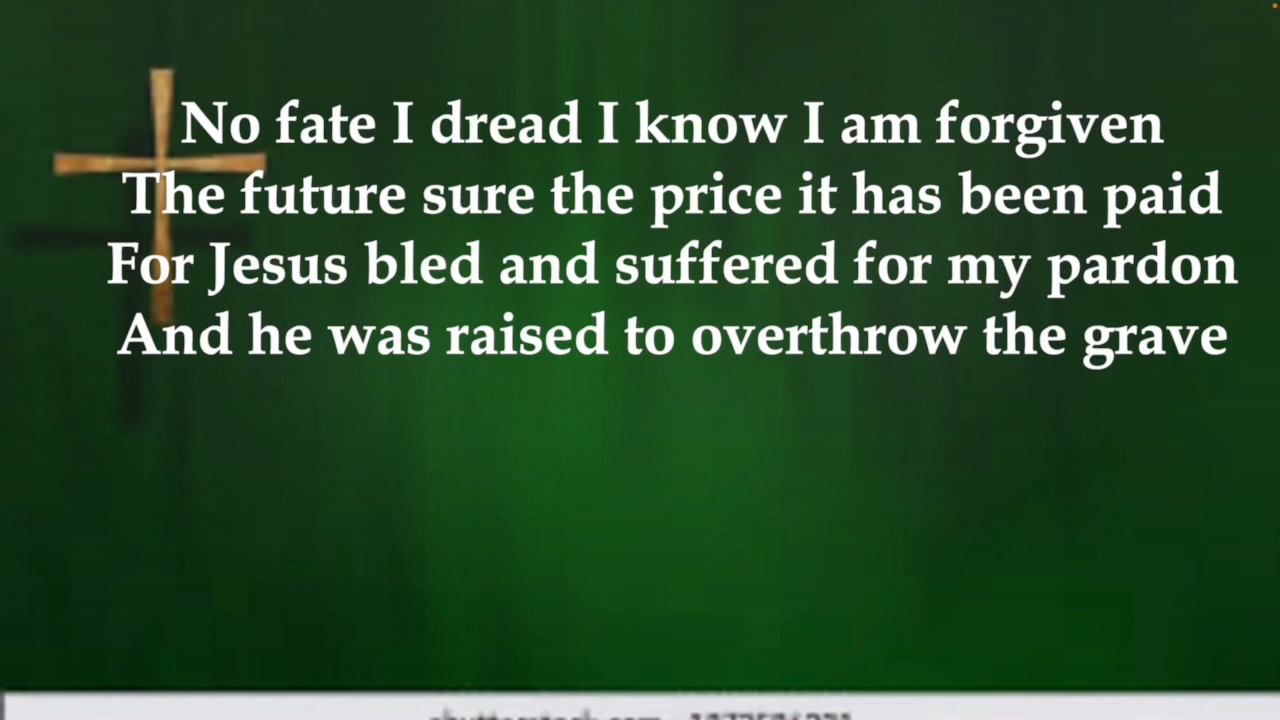 No fate I dread I know I am forgiven
The future sure the price it has been paid
For Jesus bled and suffered for my pardon
And he was raised to overthrow the grave